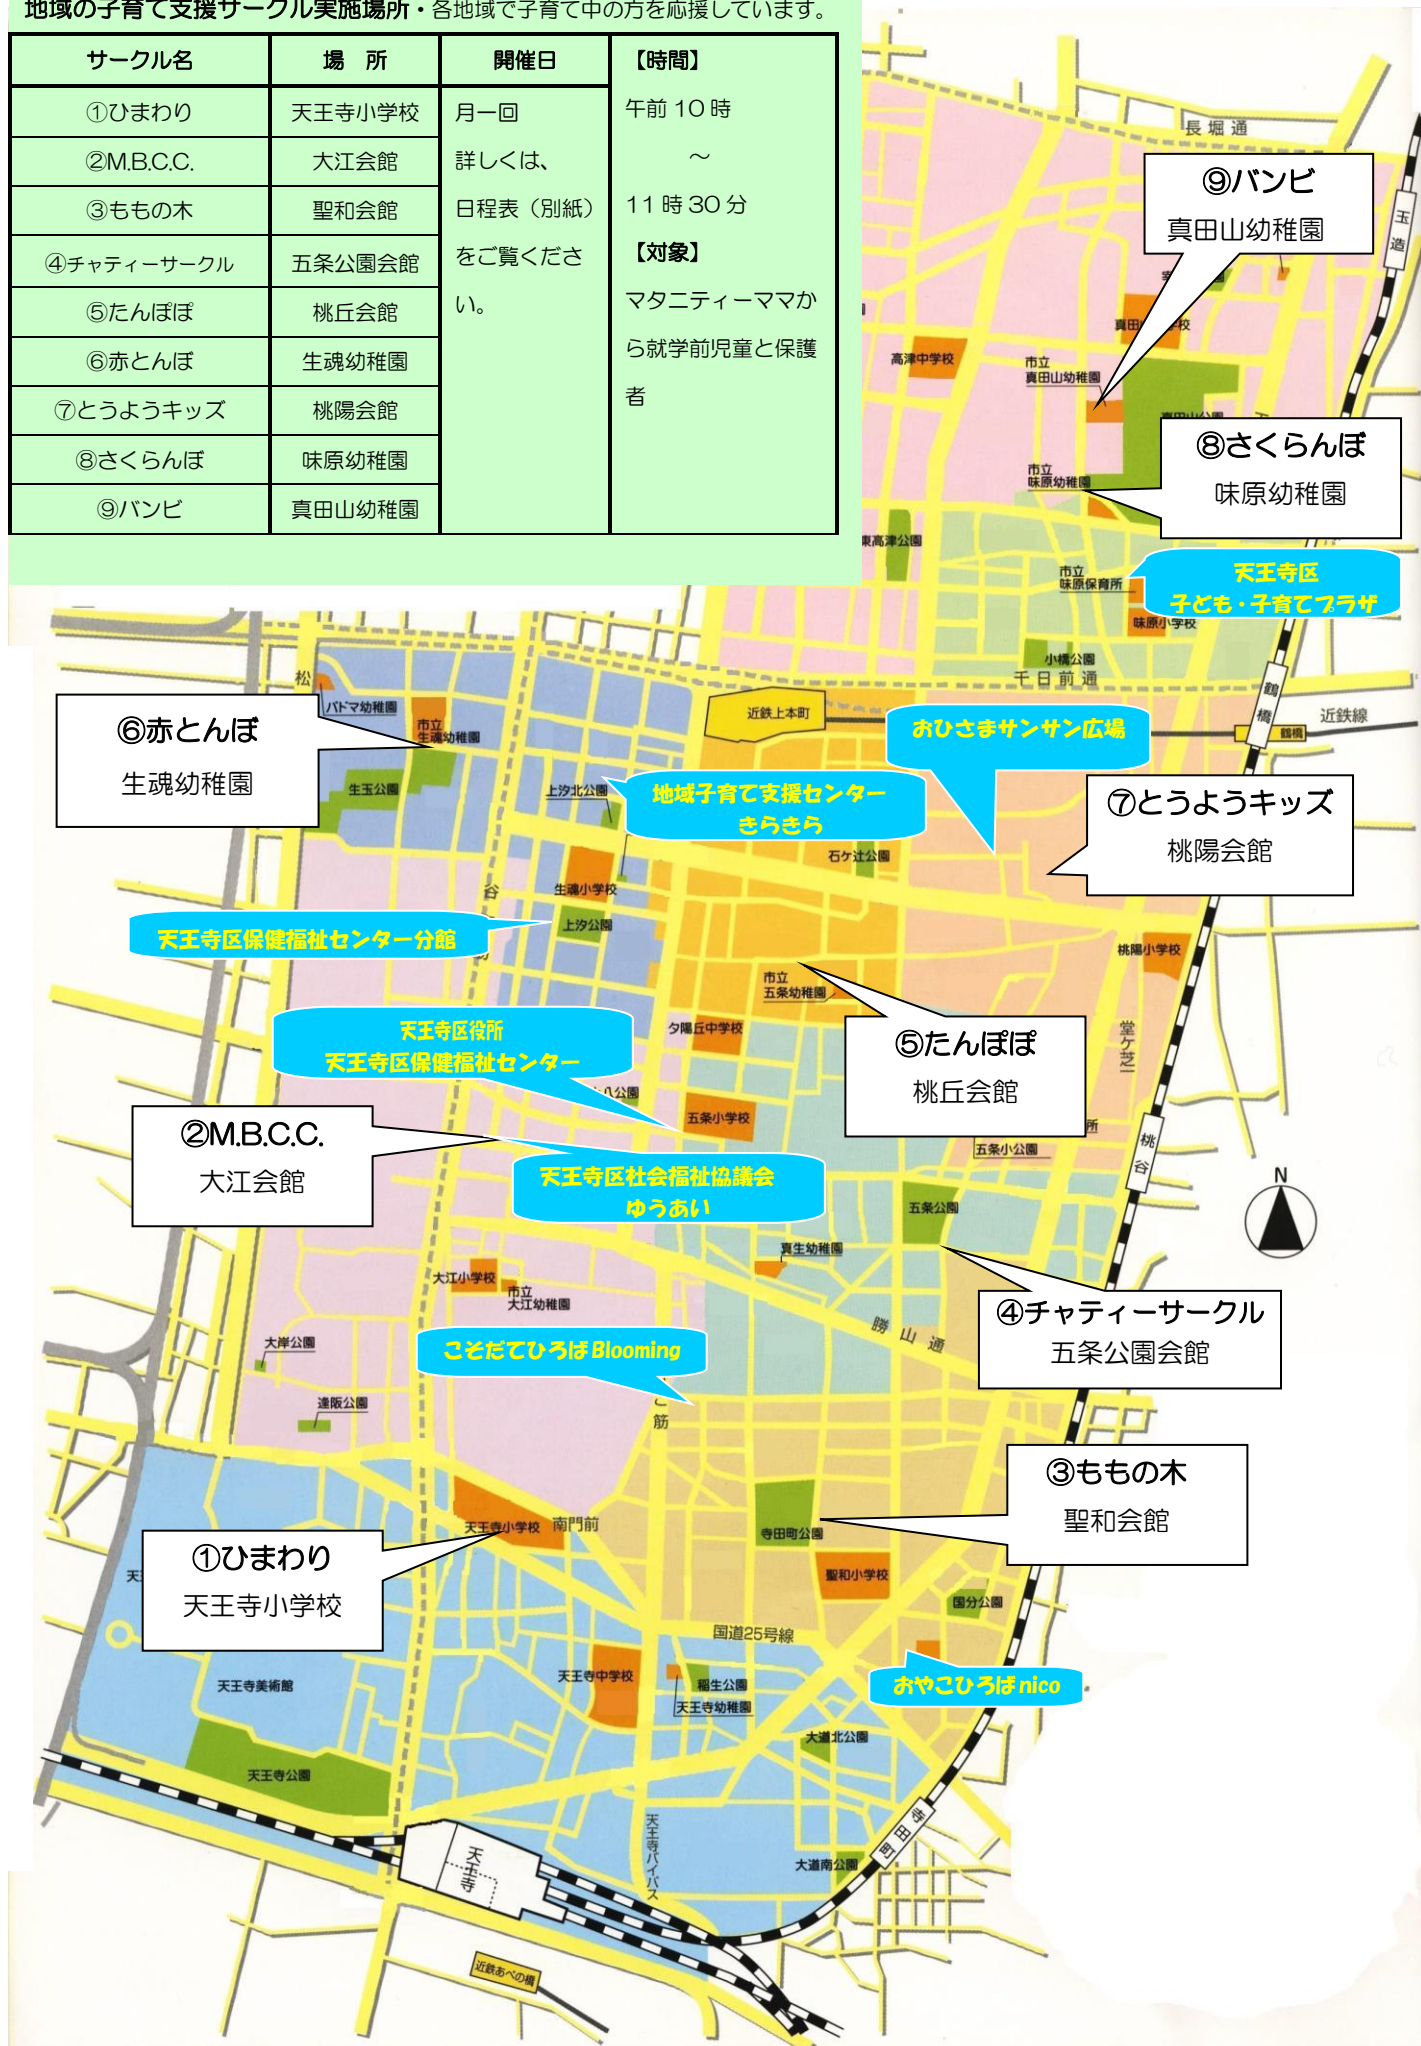 地域の子育て支援サークル実施場所・各地域で子育て中の方を応援しています。
サークル名 場 所 開催日
①ひまわり 天王寺小学校
②M.B.C.C. 大江会館
③ももの木 聖和会館
④チャティーサークル 五条公園会館
⑤たんぽぽ 桃丘会館
⑥赤とんぼ 生魂幼稚園
⑦とうようキッズ 桃陽会館
⑧さくらんぼ 味原幼稚園
⑨バンビ 真田山幼稚園
月一回
詳しくは、
日程表（別紙）
をご覧くださ
い。
【時間】
午前 10 時
～
11 時 30 分
【対象】
マタニティーママか
ら就学前児童と保護
者
長堀通
⑨バンビ
真田山幼稚園
玉造
高津中学校
市立
真田山幼稚園
真田山公園
⑧さくらんぼ
味原幼稚園
市立
味原幼稚園
東高津公園
市立
味原保育所
天王寺区
子ども・子育てプラザ
味原小学校
小橋公園
千日前通
鶴橋
近鉄線
鶴橋
松
パドマ幼稚園
市立
生魂幼稚園
近鉄上本町
おひさまサンサン広場
⑥赤とんぼ
生魂幼稚園
生玉公園
上汐北公園
地域子育て支援センター
きらきら
⑦とうようキッズ
桃陽会館
石ケ辻公園
谷
生魂小学校
上汐公園
天王寺区保健福祉センター分館
桃陽小学校
市立
五条幼稚園
天王寺区役所
天王寺区保健福祉センター
夕陽丘中学校
⑤たんぽぽ
桃丘会館
堂ケ芝一
八公園
五条小学校
②M.B.C.C.
大江会館
所
五条小公園
桃谷
天王寺区社会福祉協議会
ゆうあい
N
五条公園
真生幼稚園
大江小学校
市立
大江幼稚園
④チャティーサークル
五条公園会館
勝山通
大岸公園
こそだてひろばBlooming
逢阪公園
筋
③ももの木
聖和会館
天王寺小学校
南門前
寺田町公園
①ひまわり
天王寺小学校
聖和小学校
国分公園
国道25号線
天王寺中学校
天王寺美術館
稲生公園
天王寺幼稚園
おやこひろばnico
大道北公園
天王寺公園
寺田町
天王寺バイパス
天王寺
大道南公園
近鉄あべの橋